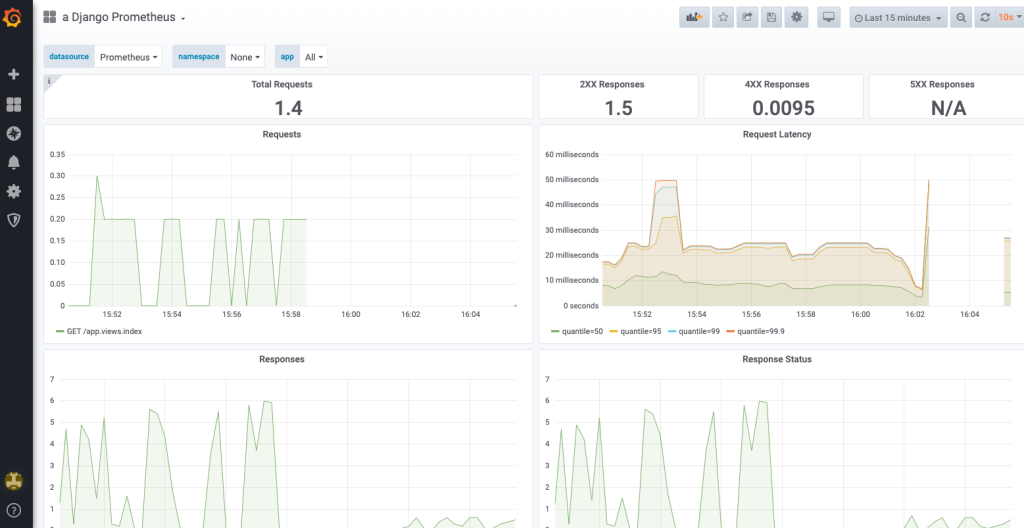 a Django Prometheus
Last 15 minutes
10s
datasource Prometheus namespace None app All
i
Total Requests
1.4
2XX Responses
1.5
4XX Responses
0.0095
5XX Responses
N/A
Requests
0.35
0.30
0.25
0.20
0.15
0.10
0.05
0
15:52 15:54 15:56 15:58 16:00 16:02 16:04
GET /app.views.index
Request Latency
60 milliseconds
50 milliseconds
40 milliseconds
30 milliseconds
20 milliseconds
10 milliseconds
0 seconds
15:52 15:54 15:56 15:58 16:00 16:02 16:04
quantile=50 quantile=95 quantile=99 quantile=99.9
Responses
7
6
5
4
3
2
1
Response Status
7
6
5
4
3
2
1
?